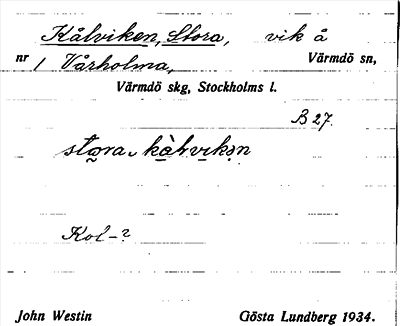 Kålviken, Stora, vik å
nr 1 Vårholma, Värmdö sn,
Värmdö skg, Stockholms l.
B 27.
stora
Kol-?
John Westin Gösta Lundberg 1934.